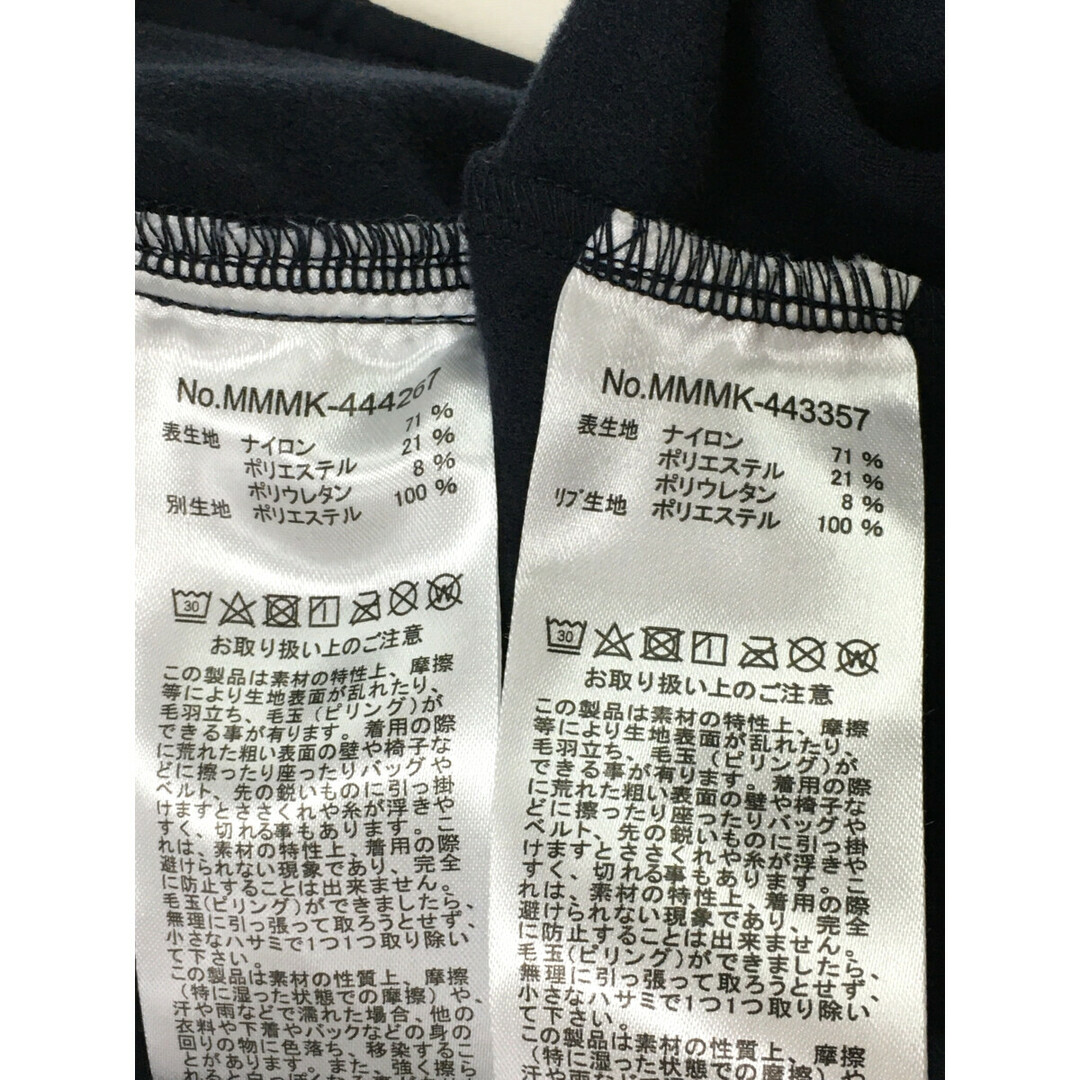 No.MMMK-444267
表生地 ナイロン 71 %
ポリエステル 21 %
ポリウレタン 8 %
別生地 ポリエステル 100 %
30
W
お取り扱い上のご注意
この製品は素材の特性上、摩擦
等により生地表面が乱れたり、
毛羽立ち、毛玉(ピリング)が
できる事が有ります。着用の際
に荒れた粗い表面の壁や椅子な
どに擦ったり座ったりバッグや
ベルト、先の鋭いものに引っ掛
けますとささくれや糸が浮きや
すく、切れる事もあります。こ
れは、素材の特性上、着用の際
避けられない現象であり、完全
に防止することは出来ません。
毛玉(ピリング)ができましたら、
無理に引っ張って取ろうとせず、
小さなハサミで1つ1つ取り除い
て下さい。
この製品は素材の性質上、摩擦
(特に湿った状態での摩擦)や、
汗や雨などで濡れた場合、他の
衣料や下着やバックなどの身の
回りの物に色落ち、移染するこ
とがあります。また、強く擦
No.MMMK-443357
表生地 ナイロン 71 %
ポリエステル 21 %
ポリウレタン 8 %
リブ生地 ポリエステル 100 %
30
W
お取り扱い上のご注意
この製品は素材の特性上、摩擦
等により生地表面が乱れたり、
毛羽立ち、毛玉(ピリング)が
できる事が有ります。着用の際
に荒れた粗い表面の壁や椅子な
どに擦ったり座ったりバッグや
ベルト、先の鋭いものに引っ掛
けますとささくれや糸が浮きや
すく、切れる事もあります。こ
れは、素材の特性上、着用の際
避けられない現象であり、完全
に防止することは出来ません。
毛玉(ピリング)ができましたら、
無理に引っ張って取ろうとせず、
小さなハサミで1つ1つ取り除い
て下さい。
この製品は素材の性質上、摩擦
(特に湿った状態での摩擦)や、